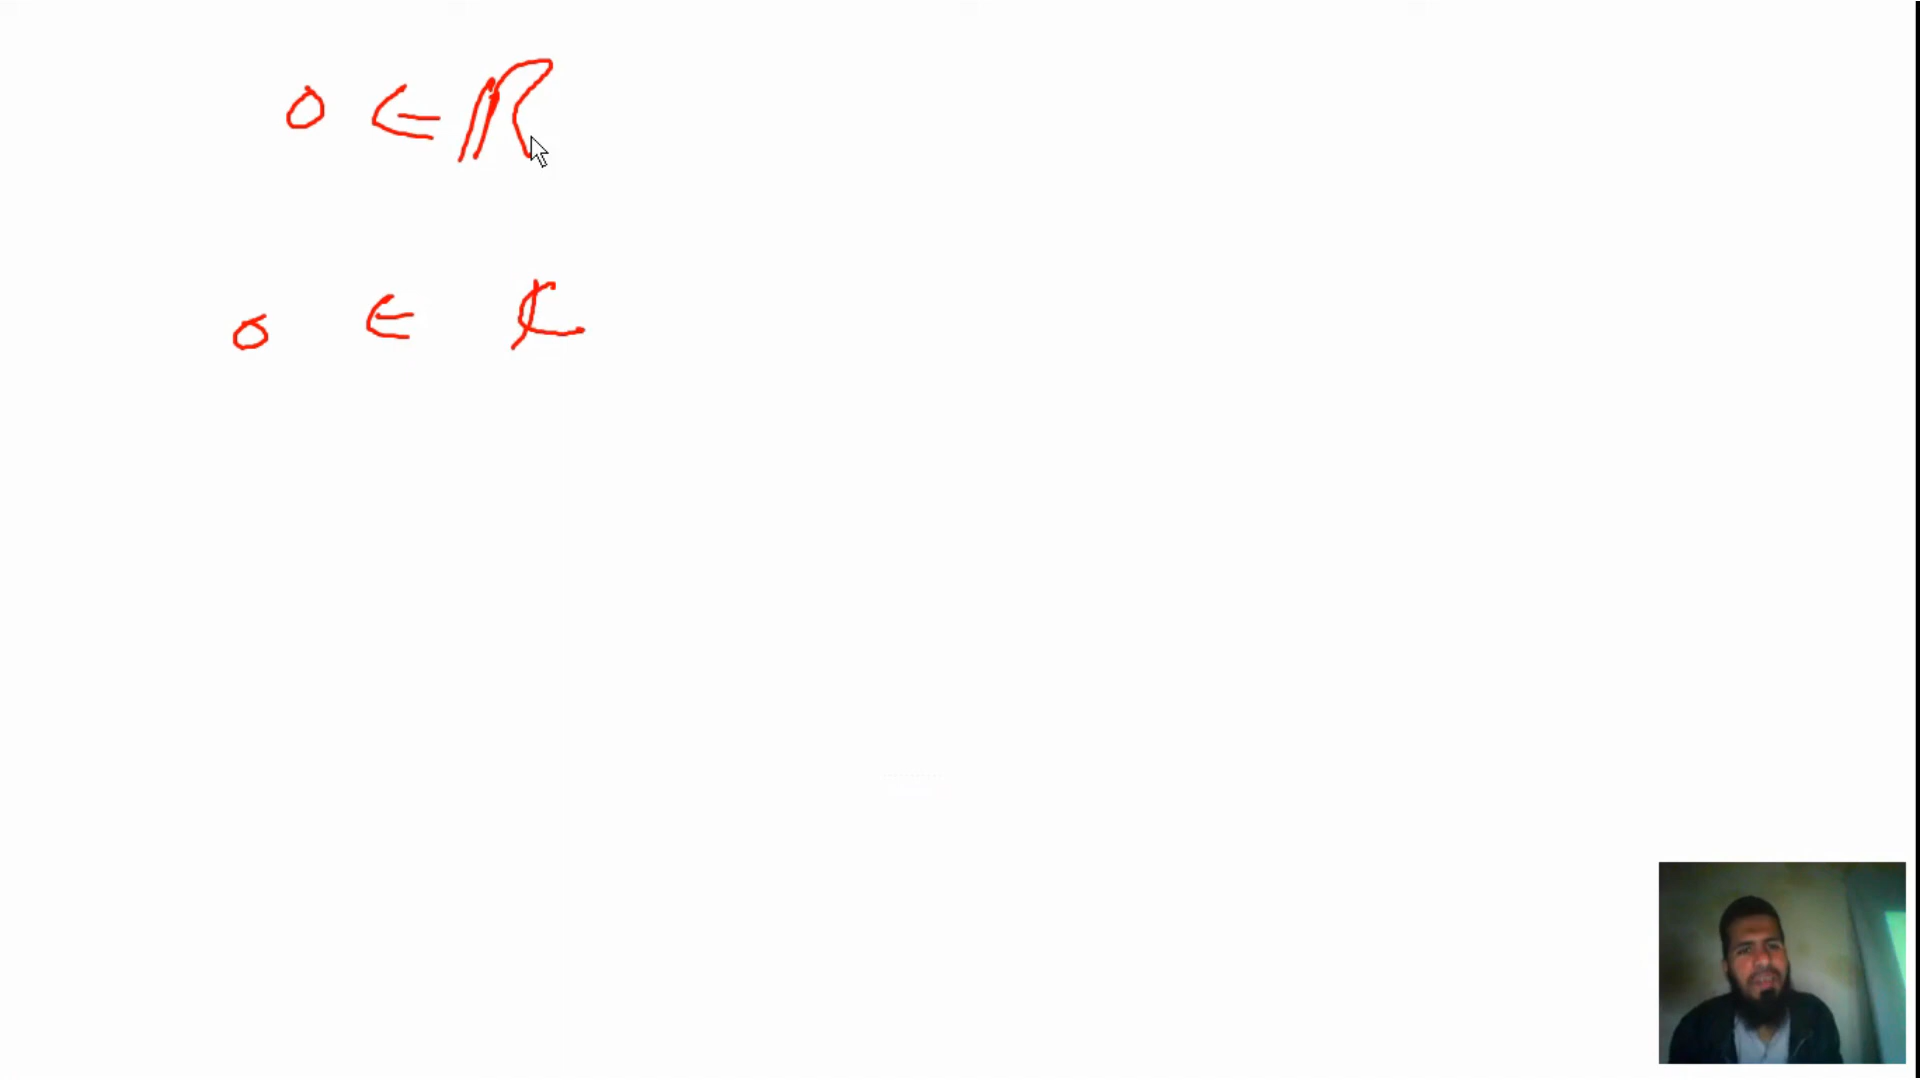 0 ∈ ℝ
0 ∈ ℂ